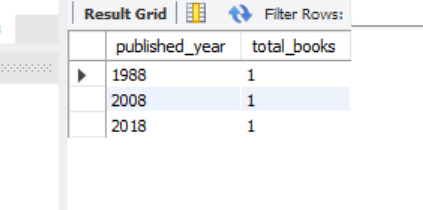 Result Grid Filter Rows:
published_year total_books
1988 1
2008 1
2018 1